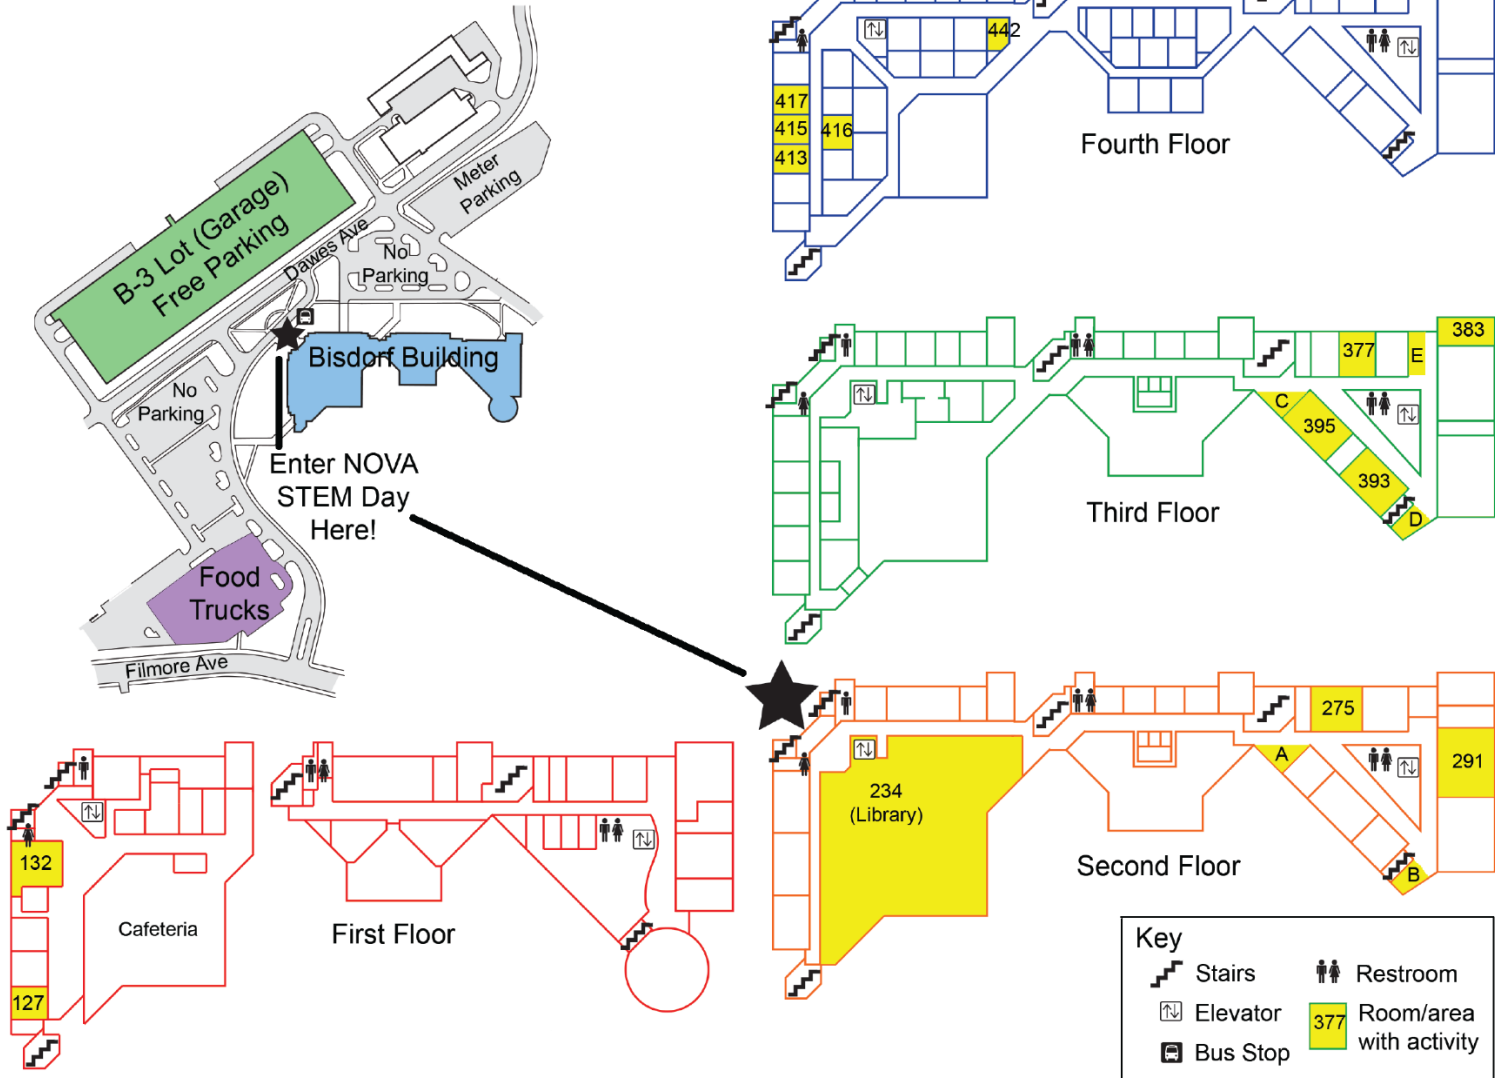 B-3 Lot (Garage)
Free Parking
Meter
Parking
Dawes Ave
No
Parking
Bisdorf Building
No
Parking
Enter NOVA
STEM Day
Here!
Food
Trucks
Filmore Ave
442
417
415
416
413
Fourth Floor
383
377
E
C
395
393
D
Third Floor
275
A
291
234
(Library)
B
Second Floor
132
Cafeteria
127
First Floor
Key
Stairs
Restroom
Elevator
377
Room/area
with activity
Bus Stop